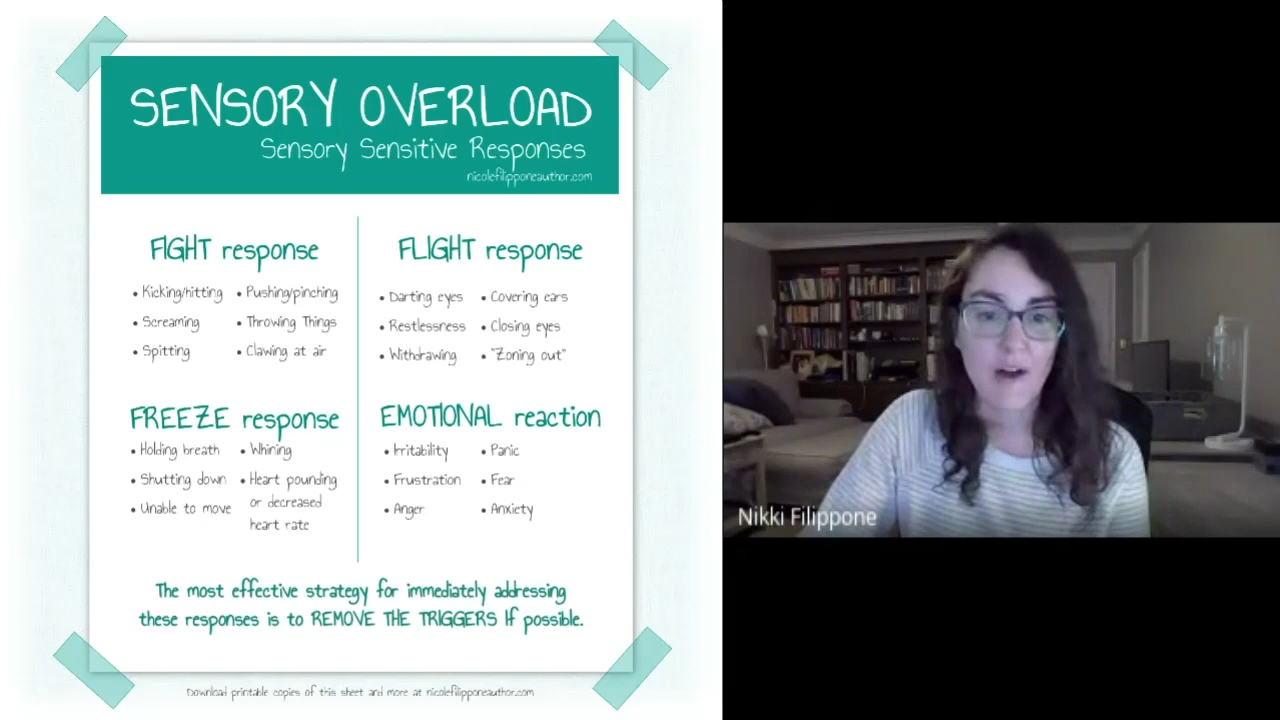 SENSORY OVERLOAD
Sensory Sensitive Responses
nicolefilipponeauthor.com
FIGHT response
• Kicking/hitting
• Screaming
• Spitting
• Pushing/pinching
• Throwing Things
• Clawing at air
FLIGHT response
• Darting eyes
• Restlessness
• Withdrawing
• Covering ears
• Closing eyes
• "Zoning out"
FREEZE response
• Holding breath
• Shutting down
• Unable to move
• Whining
• Heart pounding
or decreased
heart rate
EMOTIONAL reaction
• Irritability
• Frustration
• Anger
• Panic
• Fear
• Anxiety
The most effective strategy for immediately addressing
these responses is to REMOVE THE TRIGGERS if possible.
Download printable copies of this sheet and more at nicolefilipponeauthor.com
Nikki Filippone